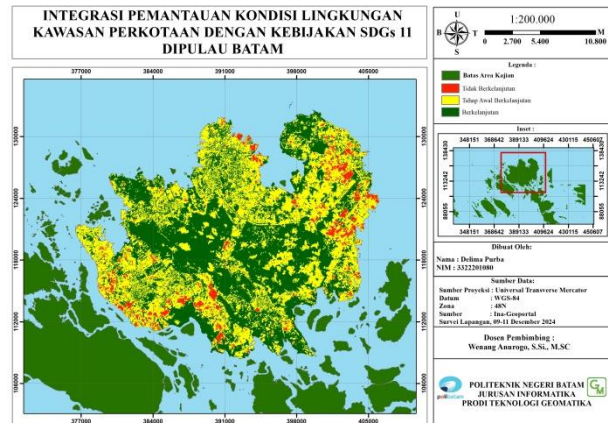 INTEGRASI PEMANTAUAN KONDISI LINGKUNGAN
KAWASAN PERKOTAAN DENGAN KEBIJAKAN SDGs 11
DIPULAU BATAM
377000 384000 391000 398000 405000
130000
124000
118000
112000
106000
377000 384000 391000 398000 405000
U
B T
S
1:200.000
M
0 2.700 5.400 10.800
Legenda :
Batas Area Kajian
Tidak Berkelanjutan
Tahap Awal Berkelanjutan
Berkelanjutan
Inset :
348151 368642 389133 409624 430115 450607
138430
113242
88055
348151 368642 389133 409624 430115 450607
Dibuat Oleh:
Nama : Delima Purba
NIM : 3322201080
Sumber Data:
Sumber Proyeksi : Universal Transverse Mercator
Datum : WGS-84
Zona : 48N
Sumber : Ina-Geoportal
Survei Lapangan, 09-11 Desember 2024
Dosen Pembimbing :
Wenang Anurogo, S.Si., M.SC
polibatam
POLITEKNIK NEGERI BATAM
JURUSAN INFORMATIKA
PRODI TEKNOLOGI GEOMATIKA
GM